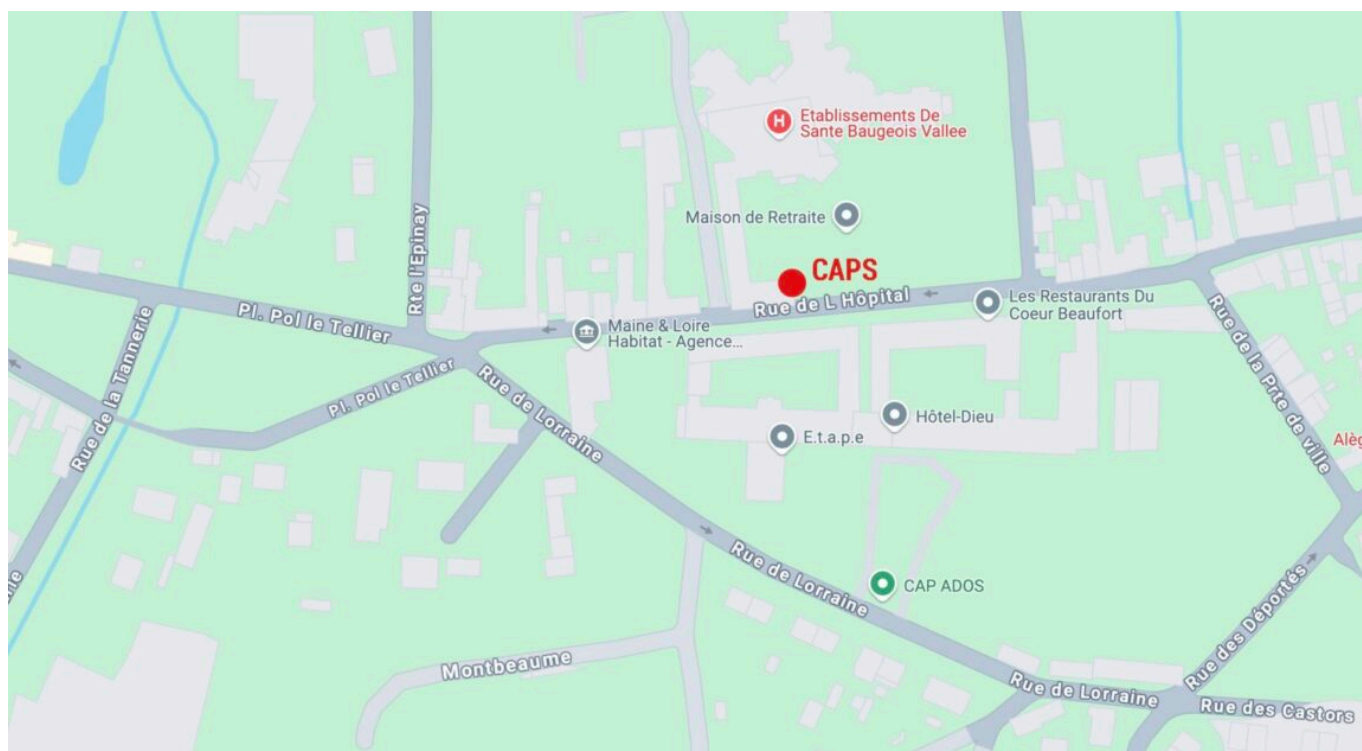 H
Etablissements De
Sante Baugeois Vallee
Maison de Retraite
CAPS
Rte l'Epinay
Rue de L Hôpital
Les Restaurants Du
Coeur Beaufort
Pl. Pol le Tellier
Maine & Loire
Habitat - Agence...
Rue de la Tannerie
Pl. Pol le Tellier
Rue de Lorraine
Rue de la Prte de ville
Hôtel-Dieu
E.t.a.p.e
Alèg
Rue de Lorraine
CAP ADOS
Rue des Déportés
Montbeaume
Rue de Lorraine
Rue des Castors